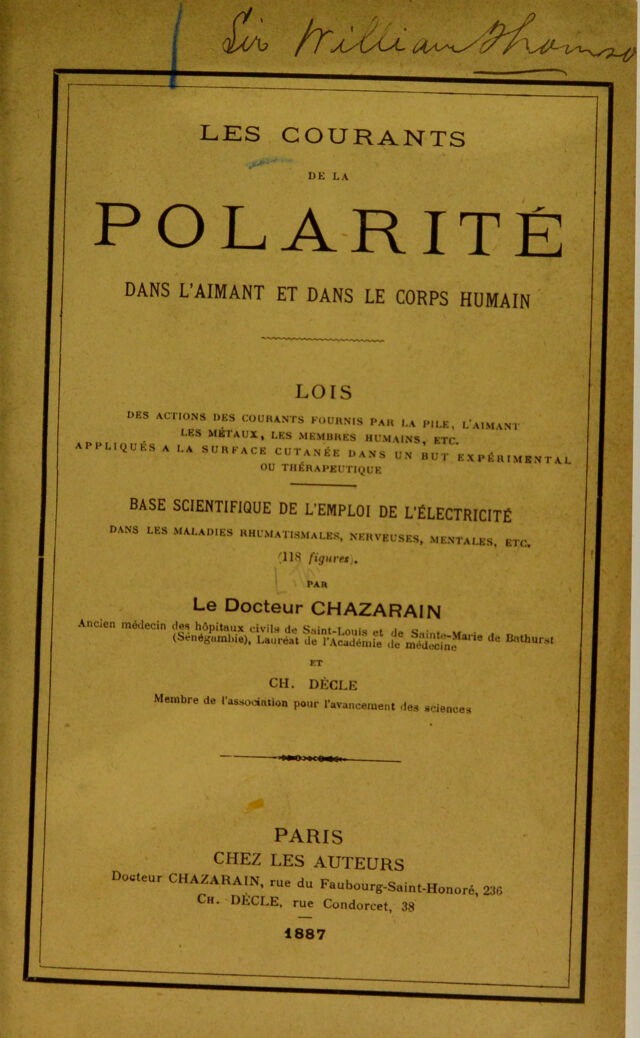 Sir William Thomso
LES COURANTS
DE LA
POLARITÉ
DANS L'AIMANT ET DANS LE CORPS HUMAIN
LOIS
DES ACTIONS DES COURANTS FOURNIS PAR LA PILE, L'AIMANT
LES MÉTAUX, LES MEMBRES HUMAINS, ETC.
APPLIQUÉS A LA SURFACE CUTANÉE DANS UN BUT EXPÉRIMENTAL
OU THÉRAPEUTIQUE
BASE SCIENTIFIQUE DE L'EMPLOI DE L'ÉLECTRICITÉ
DANS LES MALADIES RHUMATISMALES, NERVEUSES, MENTALES, ETC.
(118 figures).
PAR
Le Docteur CHAZARAIN
Ancien médecin des hôpitaux civils de Saint-Louis et de Sainte-Marie de Bathurst
(Sénégambie), Lauréat de l'Académie de médecine
ET
CH. DÈCLE
Membre de l'association pour l'avancement des sciences
PARIS
CHEZ LES AUTEURS
Docteur CHAZARAIN, rue du Faubourg-Saint-Honoré, 236
CH. DÈCLE, rue Condorcet, 38
1887